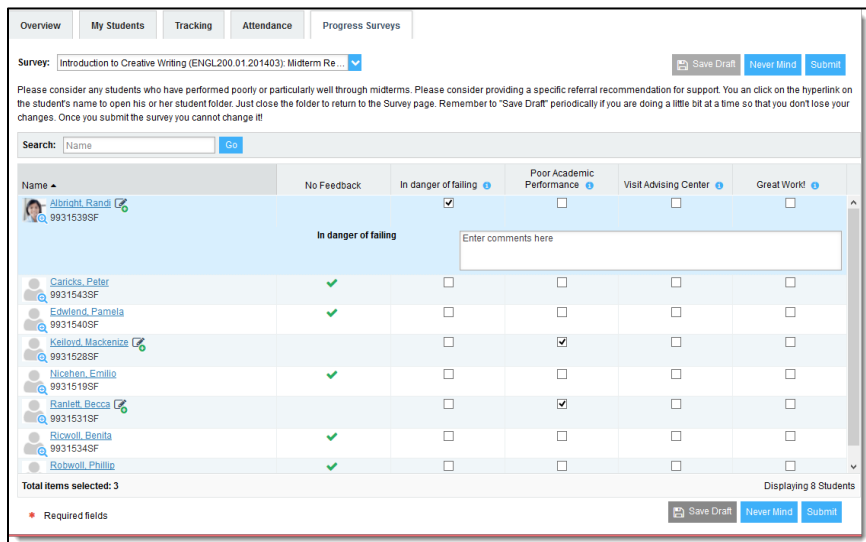 Overview My Students Tracking Attendance Progress Surveys
Survey: Introduction to Creative Writing (ENGL200.01.201403): Midterm Re... Save Draft Never Mind Submit
Please consider any students who have performed poorly or particularly well through midterms. Please consider providing a specific referral recommendation for support. You an click on the hyperlink on
the student's name to open his or her student folder. Just close the folder to return to the Survey page. Remember to "Save Draft" periodically if you are doing a little bit at a time so that you don't lose your
changes. Once you submit the survey you cannot change it!
Search: Name Go
Name No Feedback In danger of failing Poor Academic Performance Visit Advising Center Great Work!
Albright, Randi
9931539SF
In danger of failing Enter comments here
Caricks, Peter
9931543SF
Edwlend, Pamela
9931540SF
Keiloyd, Mackenize
9931528SF
Nicehen, Emilio
9931519SF
Ranlett, Becca
9931531SF
Ricwoll, Benita
9931534SF
Robwoll, Phillip
Total items selected: 3 Displaying 8 Students
* Required fields Save Draft Never Mind Submit